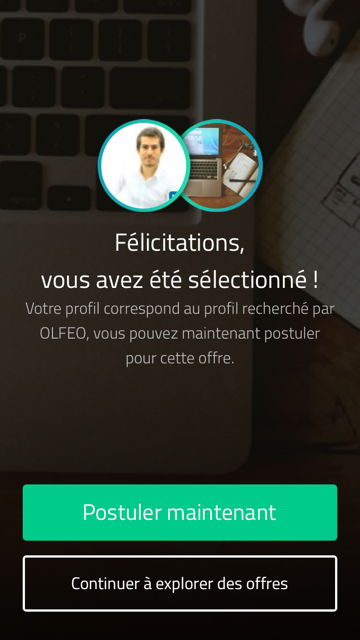 Félicitations,
vous avez été sélectionné !
Votre profil correspond au profil recherché par
OLFEO, vous pouvez maintenant postuler
pour cette offre.
Postuler maintenant
Continuer à explorer des offres